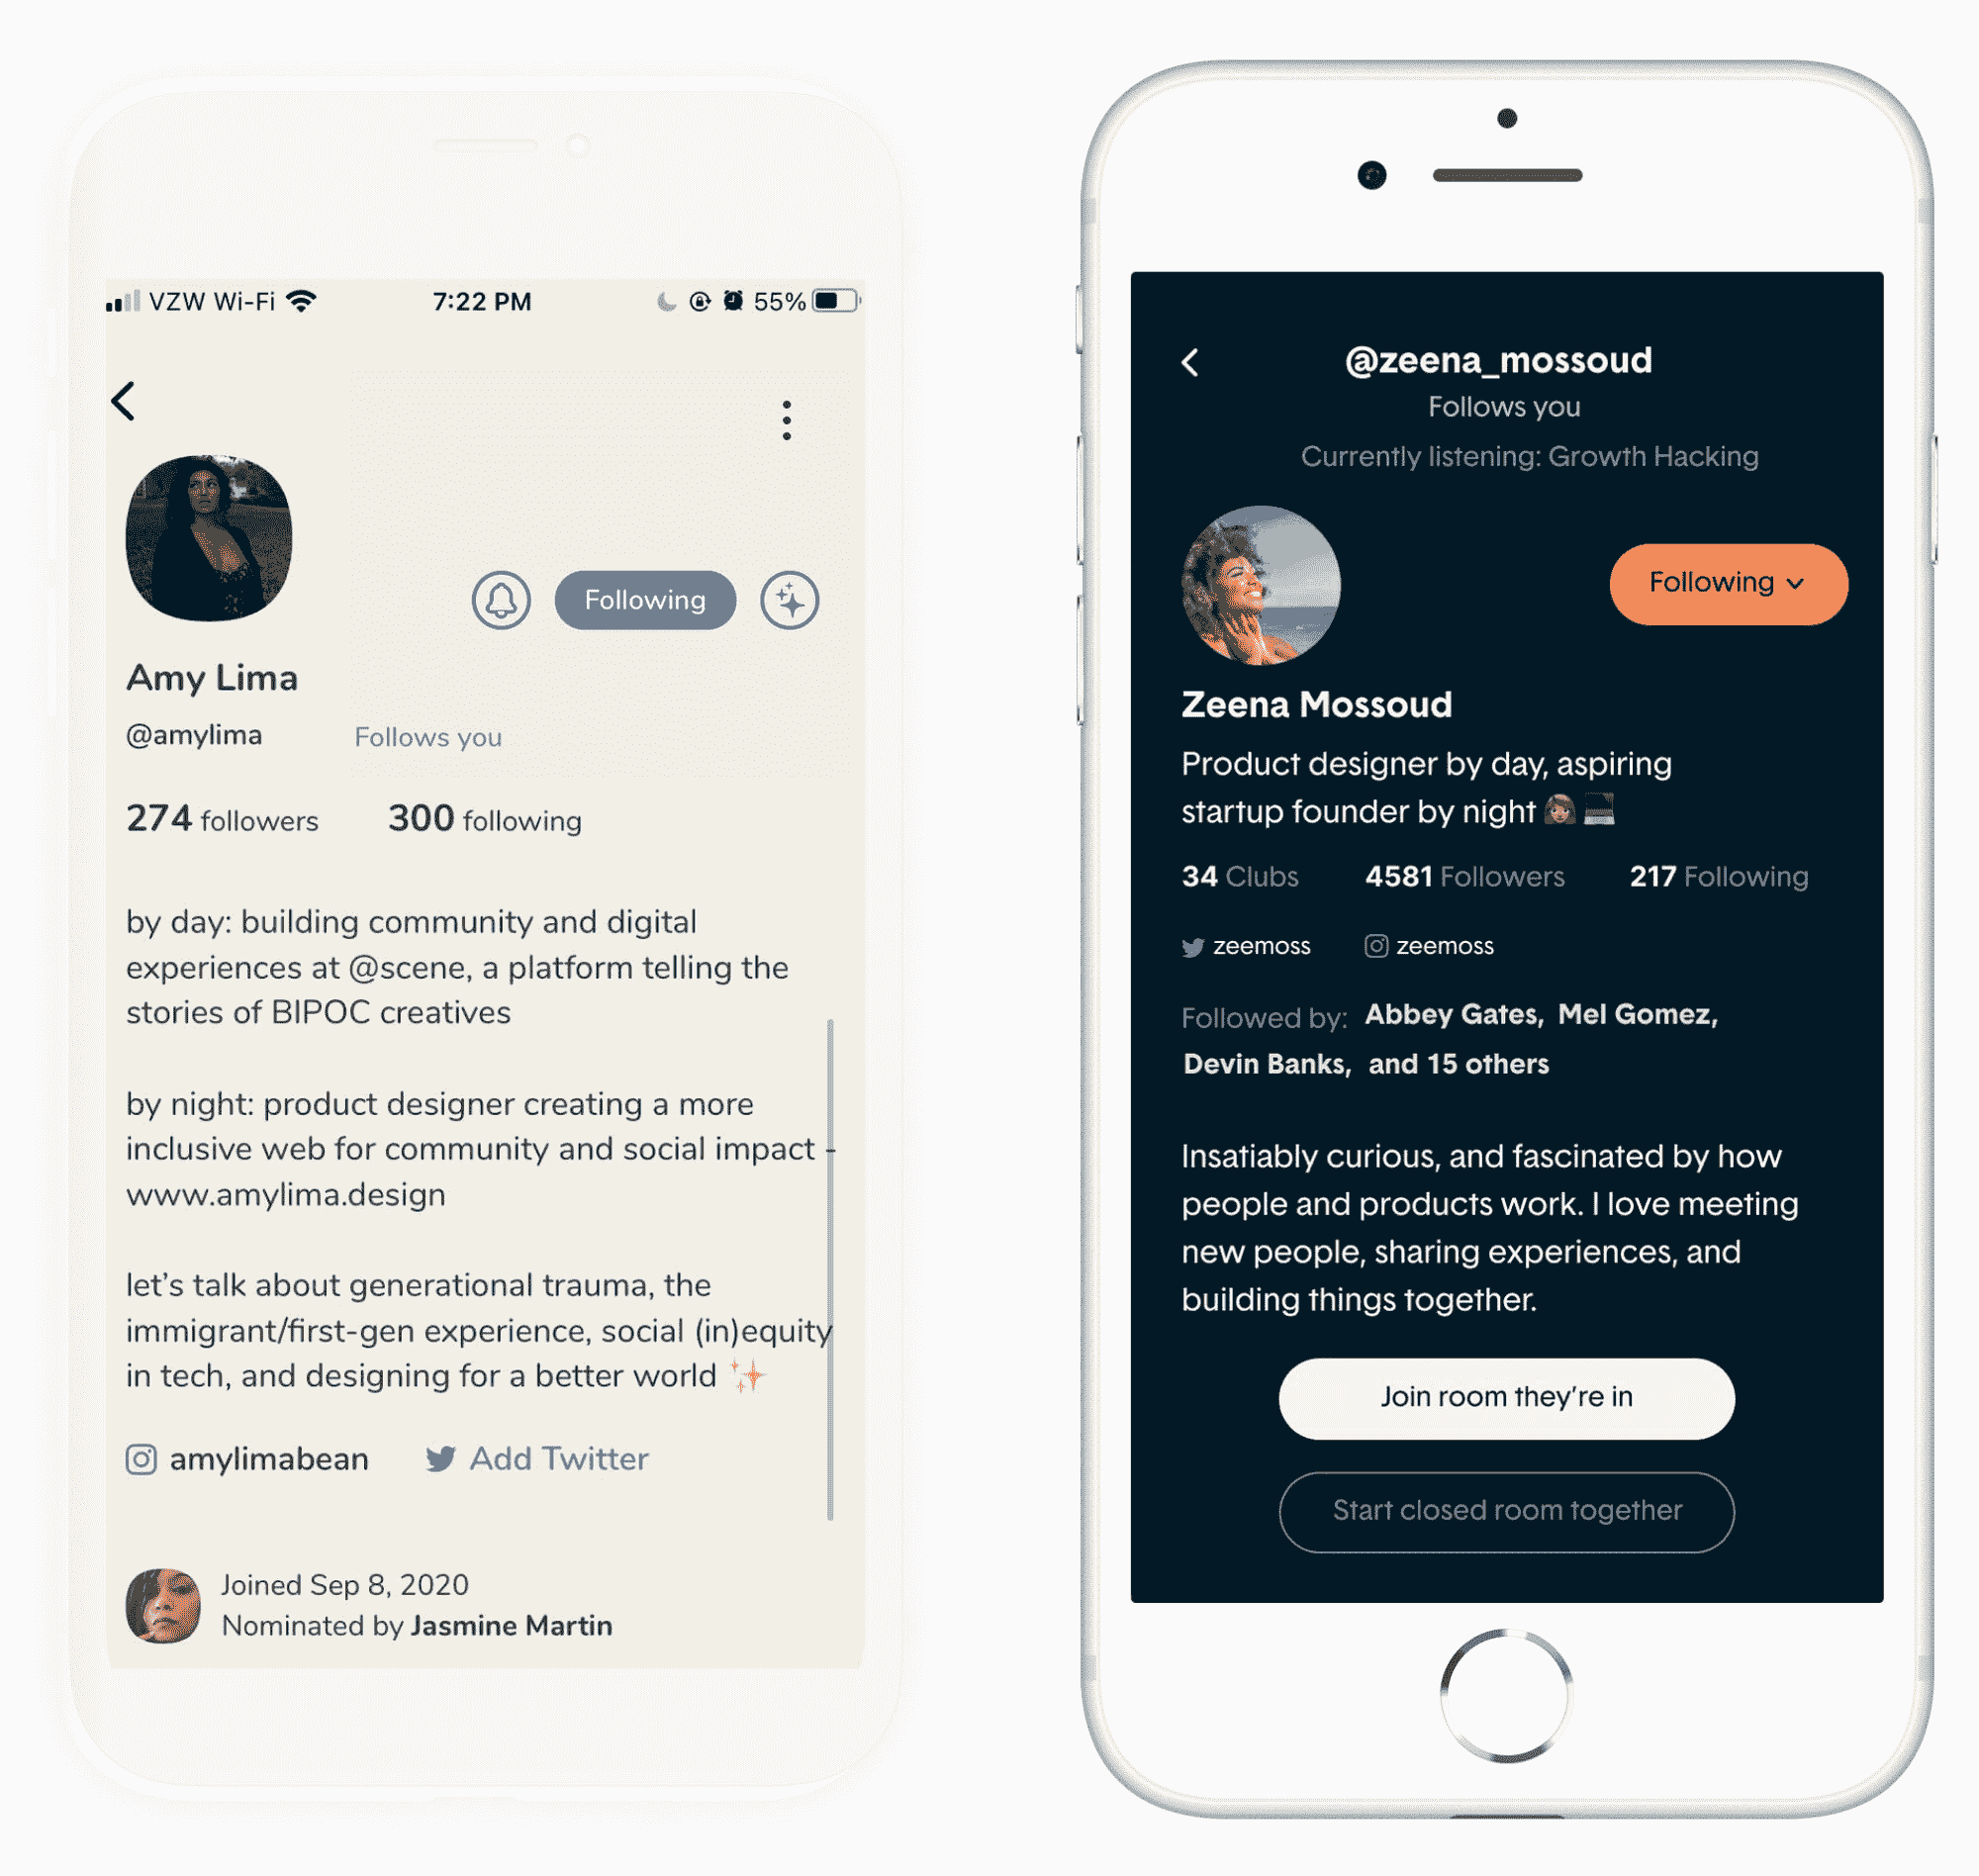 VZW Wi-Fi 7:22 PM 55%
Following
Amy Lima
@amylima Follows you
274 followers 300 following
by day: building community and digital
experiences at @scene, a platform telling the
stories of BIPOC creatives
by night: product designer creating a more
inclusive web for community and social impact -
www.amylima.design
let’s talk about generational trauma, the
immigrant/first-gen experience, social (in)equity
in tech, and designing for a better world ✨
amylimabean Add Twitter
Joined Sep 8, 2020
Nominated by Jasmine Martin
@zeena_mossoud
Follows you
Currently listening: Growth Hacking
Following
Zeena Mossoud
Product designer by day, aspiring
startup founder by night 👩🏽 💻
34 Clubs 4581 Followers 217 Following
zeemoss zeemoss
Followed by: Abbey Gates, Mel Gomez,
Devin Banks, and 15 others
Insatiably curious, and fascinated by how
people and products work. I love meeting
new people, sharing experiences, and
building things together.
Join room they’re in
Start closed room together